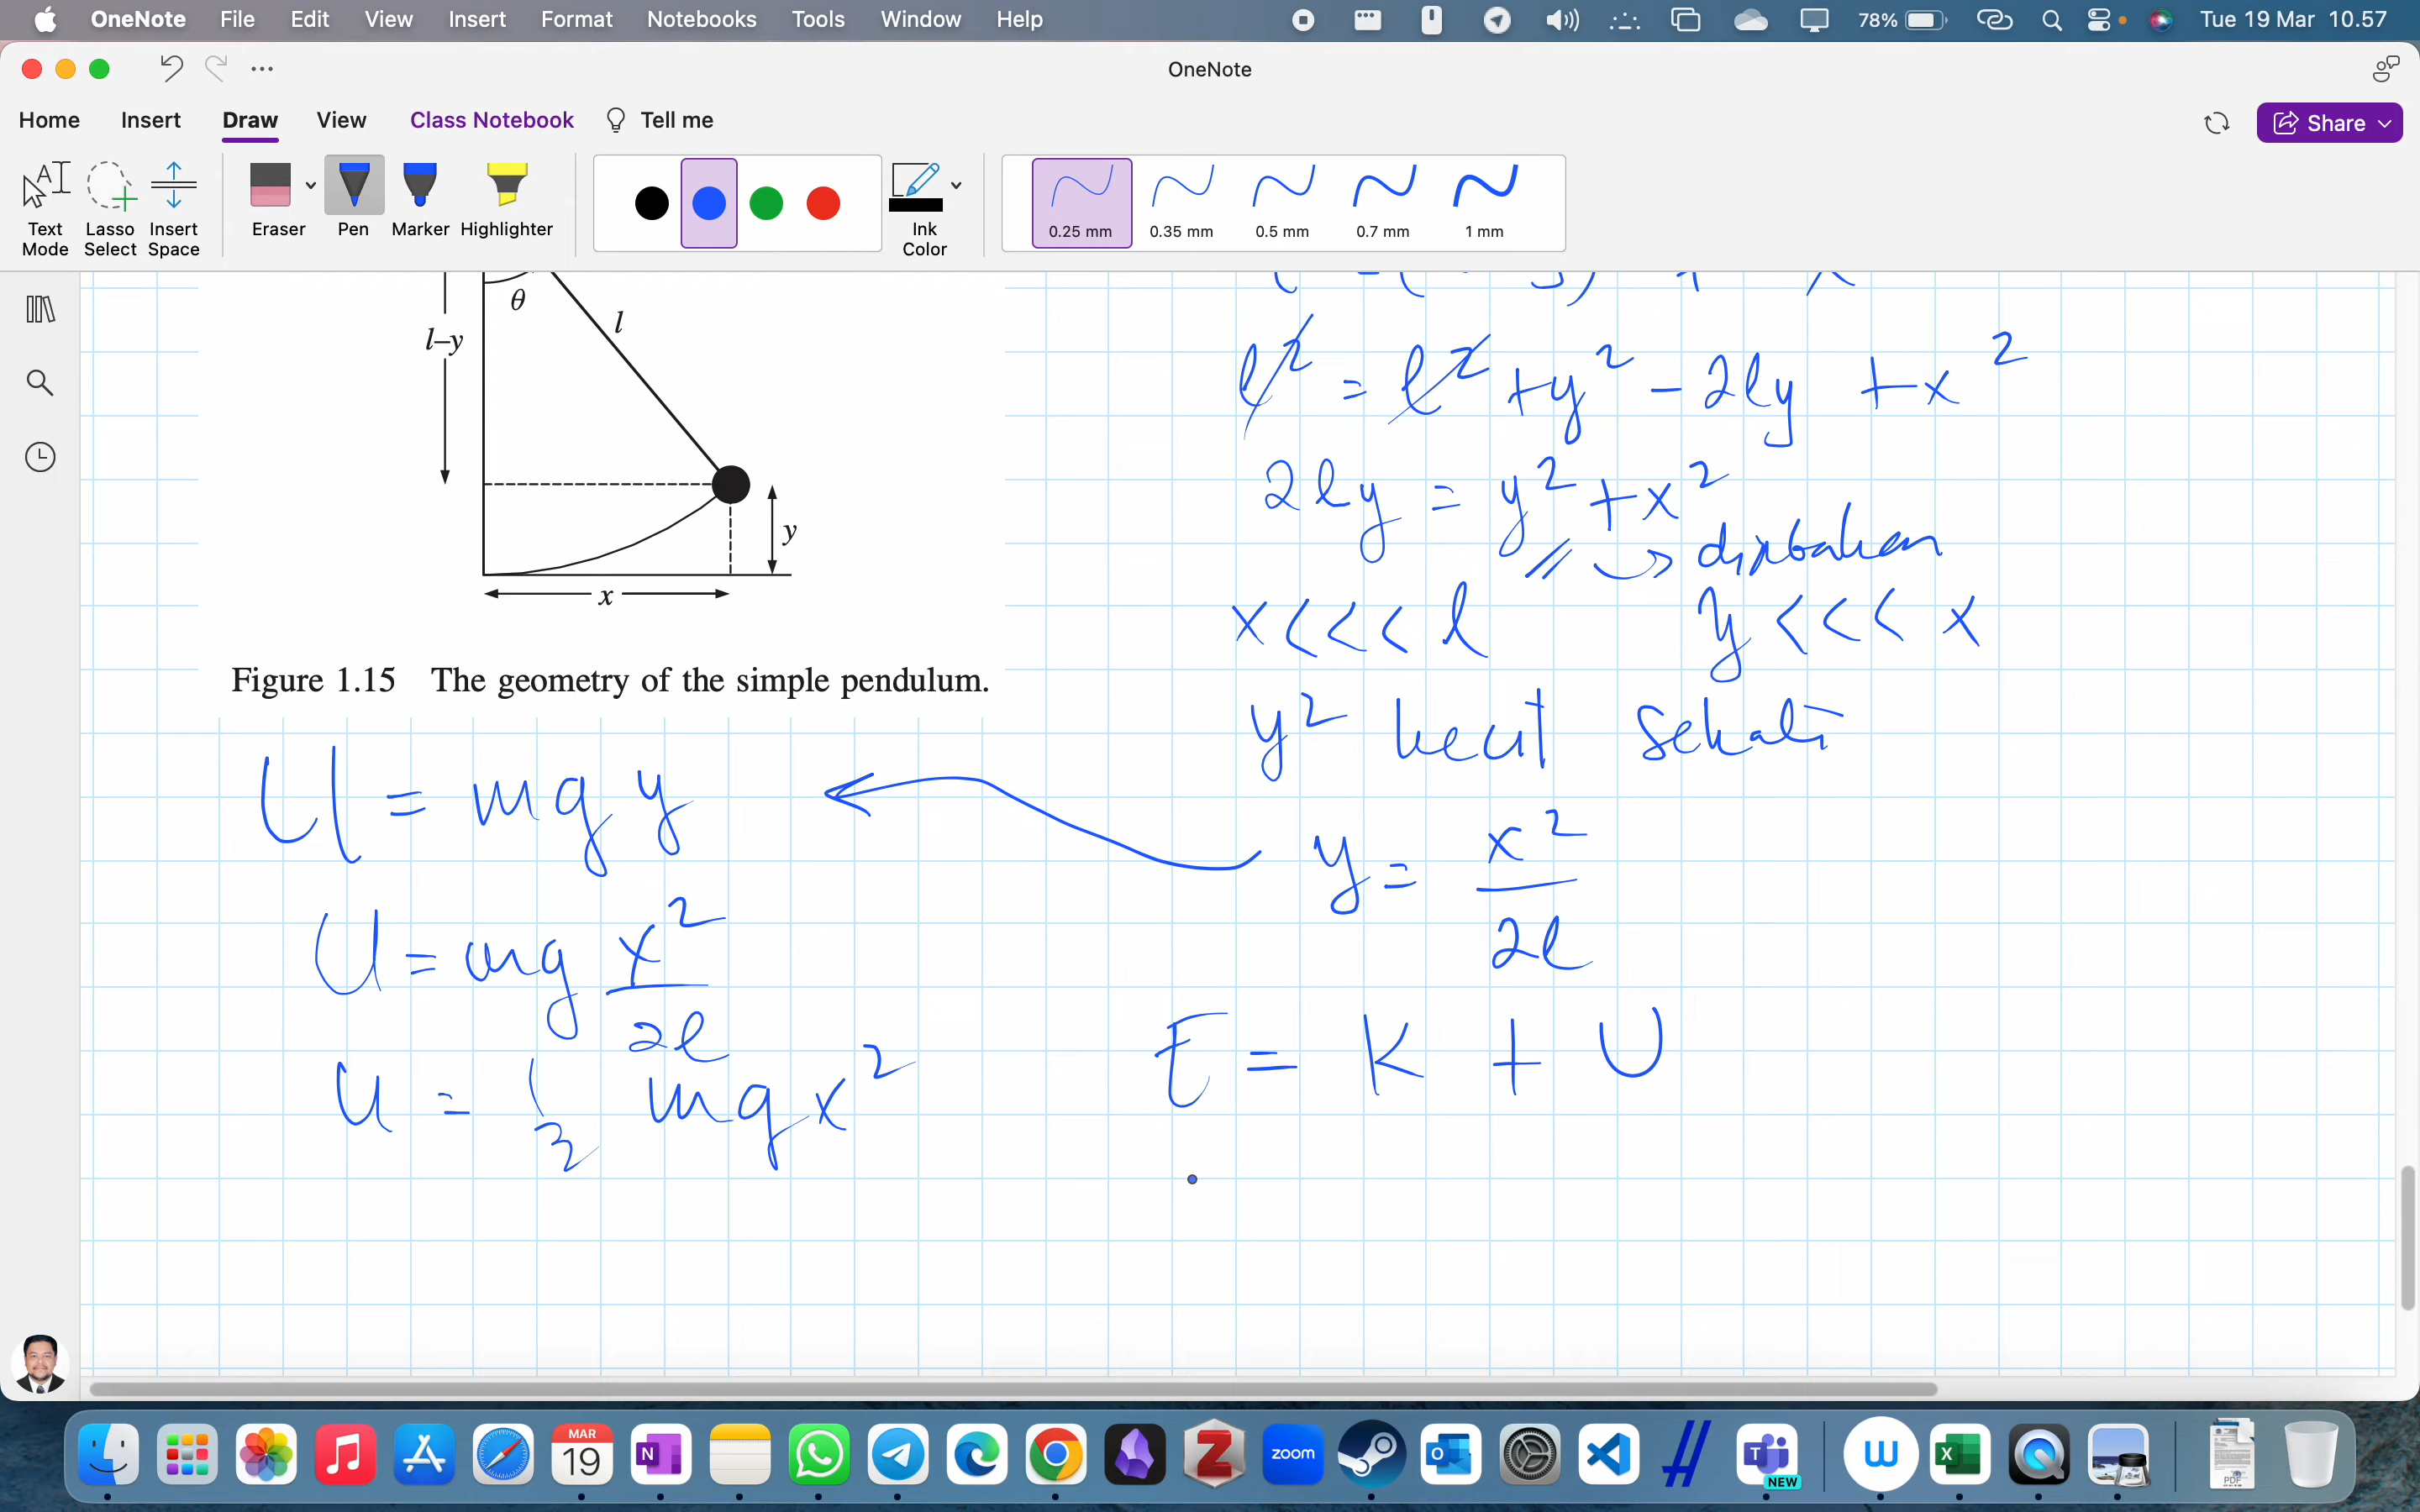 OneNote File Edit View Insert Format Notebooks Tools Window Help 78% Tue 19 Mar 10.57
OneNote
Home Insert Draw View Class Notebook Tell me Share
Text Mode
Lasso Select
Insert Space
Eraser
Pen
Marker
Highlighter
Ink Color
0.25 mm
0.35 mm
0.5 mm
0.7 mm
1 mm
θ
l
l–y
y
x
Figure 1.15 The geometry of the simple pendulum.
l² = l² + y² - 2ly + x²
2ly = y² + x²
x <<< l y <<< x
y² kecil sekali
y = x²/2l
U = mgy
U = mg x²/2l
U = 1/2 mgx²
E = K + U
MAR
19
N
Z
zoom
O
T
NEW
W
X
PDF